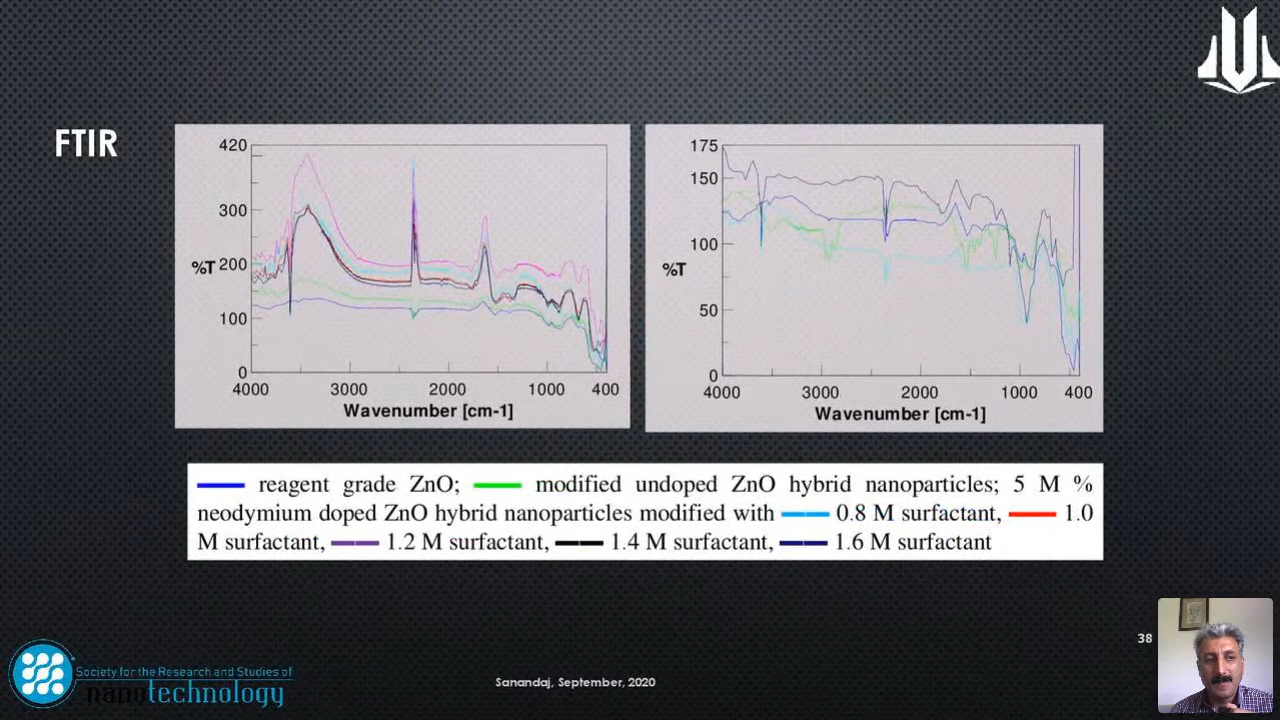 FTIR
420
300
200
%T
100
0
4000 3000 2000 1000 400
Wavenumber [cm-1]
175
150
100
%T
50
0
4000 3000 2000 1000 400
Wavenumber [cm-1]
reagent grade ZnO; modified undoped ZnO hybrid nanoparticles; 5 M %
neodymium doped ZnO hybrid nanoparticles modified with 0.8 M surfactant, 1.0
M surfactant, 1.2 M surfactant, 1.4 M surfactant, 1.6 M surfactant
38
Society for the Research and Studies of
nanotechnology
Sanandaj, September, 2020